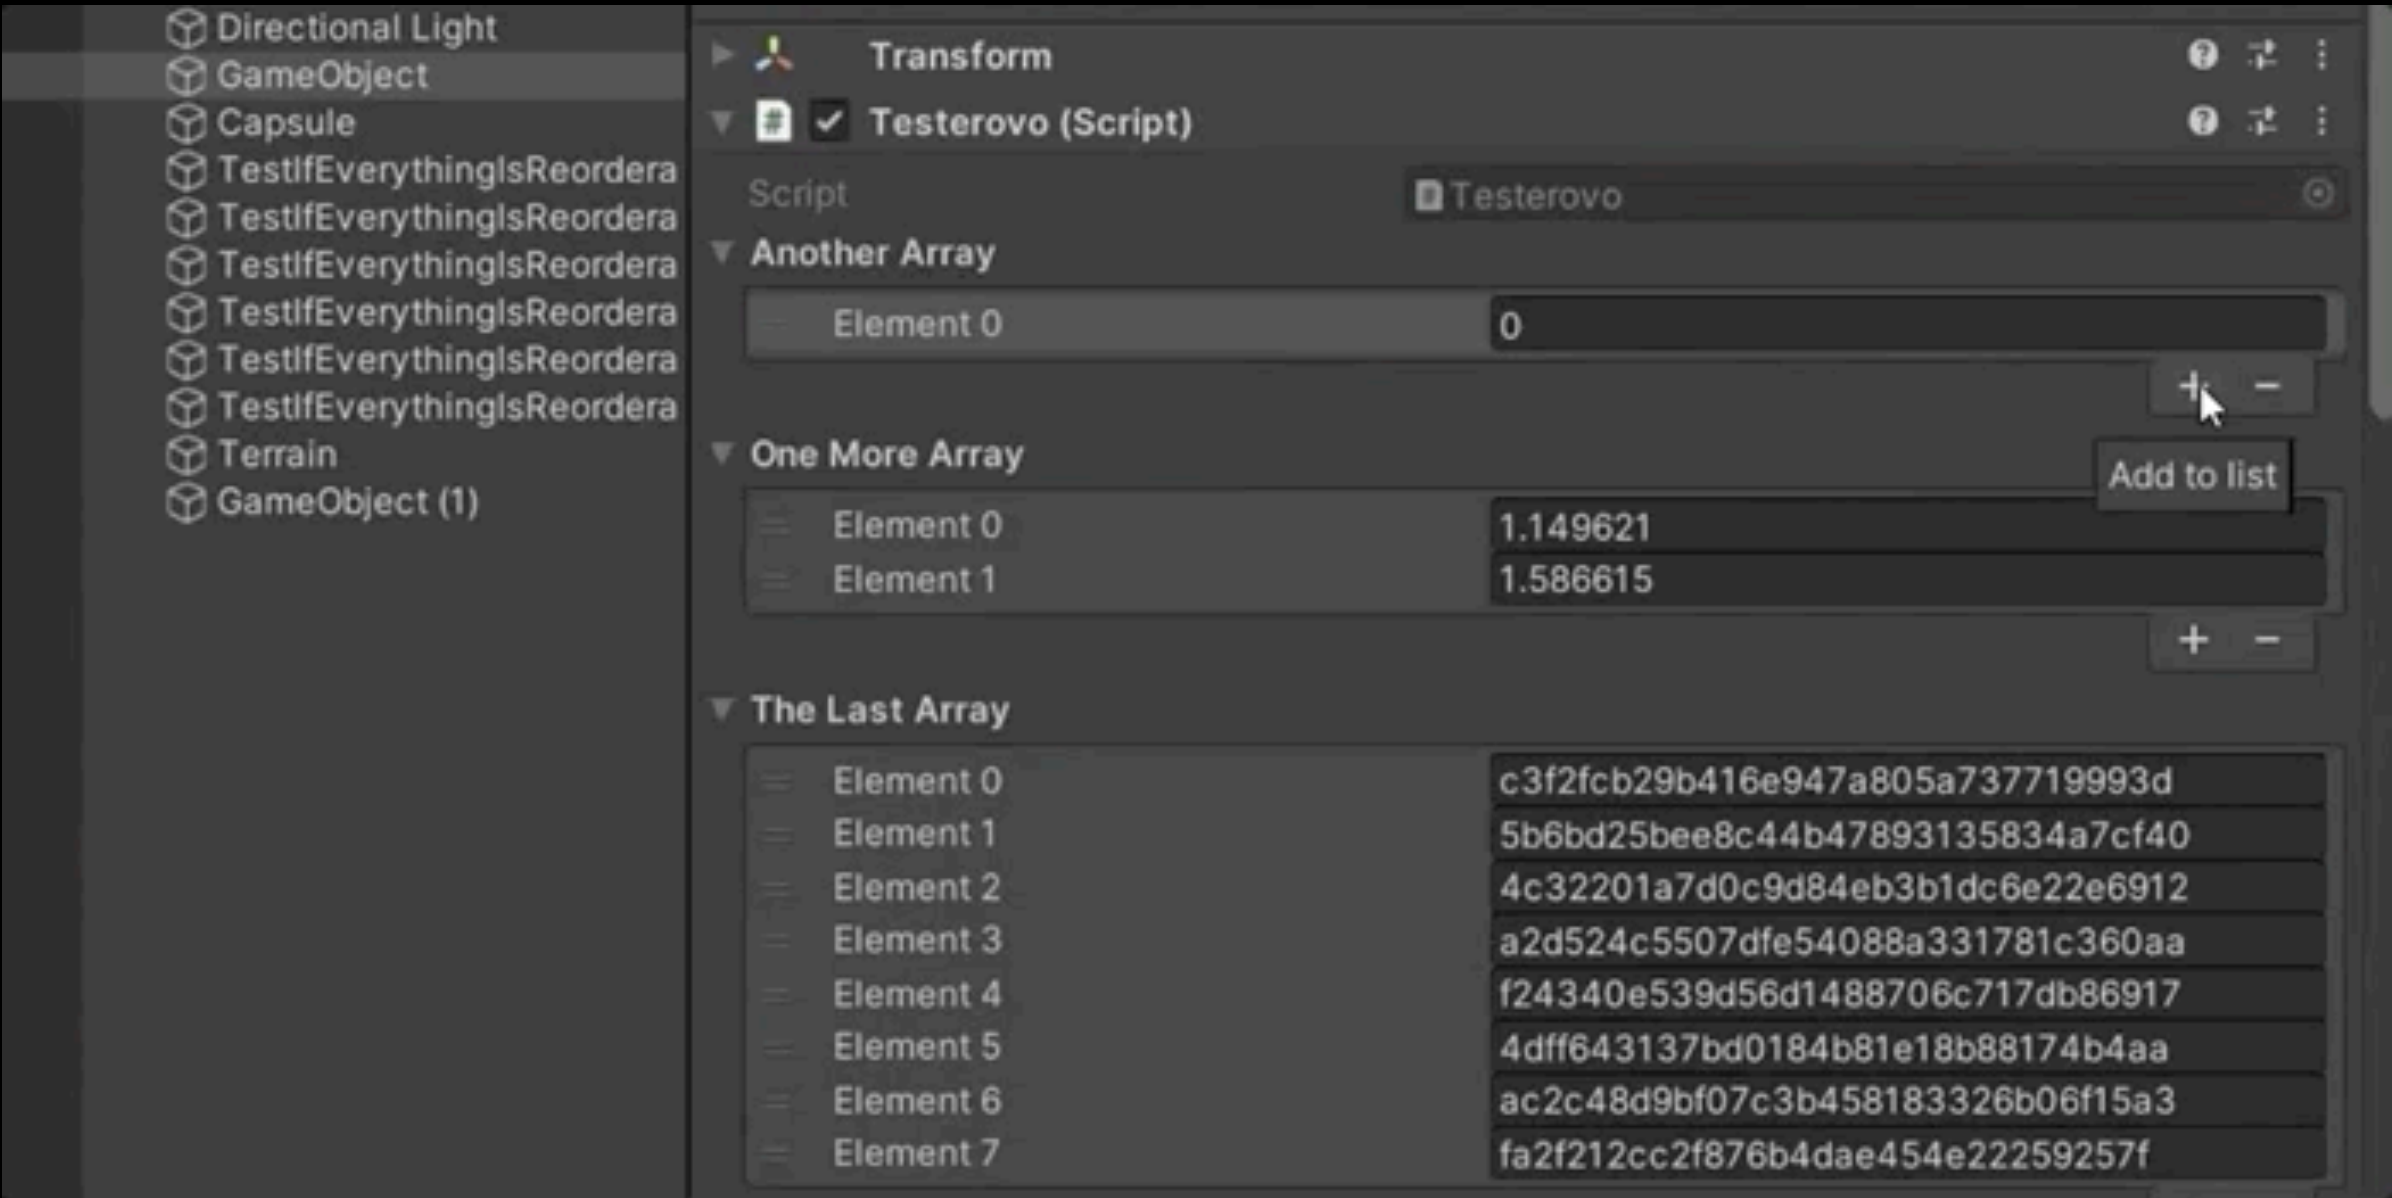 Directional Light
GameObject
Capsule
TestIfEverythingIsReordera
TestIfEverythingIsReordera
TestIfEverythingIsReordera
TestIfEverythingIsReordera
TestIfEverythingIsReordera
TestIfEverythingIsReordera
Terrain
GameObject (1)
Transform
Testerovo (Script)
Script Testerovo
Another Array
Element 0 0
Add to list
One More Array
Element 0 1.149621
Element 1 1.586615
The Last Array
Element 0 c3f2fcb29b416e947a805a737719993d
Element 1 5b6bd25bee8c44b47893135834a7cf40
Element 2 4c32201a7d0c9d84eb3b1dc6e22e6912
Element 3 a2d524c5507dfe54088a331781c360aa
Element 4 f24340e539d56d1488706c717db86917
Element 5 4dff643137bd0184b81e18b88174b4aa
Element 6 ac2c48d9bf07c3b458183326b06f15a3
Element 7 fa2f212cc2f876b4dae454e22259257f